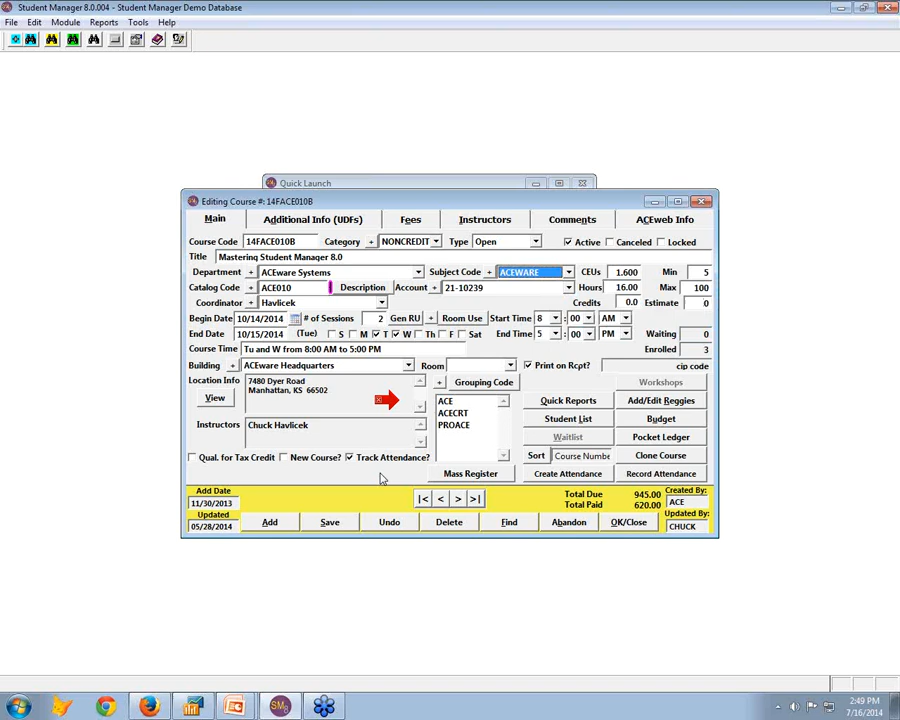 Student Manager 8.0.004 - Student Manager Demo Database
File Edit Module Reports Tools Help
Quick Launch
Editing Course #: 14FACE010B
Main Additional Info (UDFs) Fees Instructors Comments ACEweb Info
Course Code 14FACE010B Category + NONCREDIT Type Open Active Canceled Locked
Title Mastering Student Manager 8.0
Department + ACEware Systems Subject Code + ACEWARE CEUs 1.600 Min 5
Catalog Code + ACE010 Description Account + 21-10239 Hours 16.00 Max 100
Coordinator + Havlicek Credits 0.0 Estimate 0
Begin Date 10/14/2014 # of Sessions 2 Gen RU + Room Use Start Time 8 : 00 AM
End Date 10/15/2014 (Tue) S M T W Th F Sat End Time 5 : 00 PM Waiting 0
Course Time Tu and W from 8:00 AM to 5:00 PM Enrolled 3
Building + ACEware Headquarters Room Print on Rcpt? cip code
Location Info 7480 Dyer Road + Grouping Code Workshops
Manhattan, KS 66502
View ACE Quick Reports Add/Edit Reggies
ACECRT Student List Budget
Instructors Chuck Havlicek PROACE Waitlist Pocket Ledger
Qual. for Tax Credit New Course? Track Attendance? Sort Course Numbe Clone Course
Mass Register Create Attendance Record Attendance
Add Date |< < > >| Total Due 945.00 Created By:
11/30/2013 Total Paid 620.00 ACE
Updated Updated By:
05/28/2014 Add Save Undo Delete Find Abandon OK/Close CHUCK
2:49 PM
7/16/2014